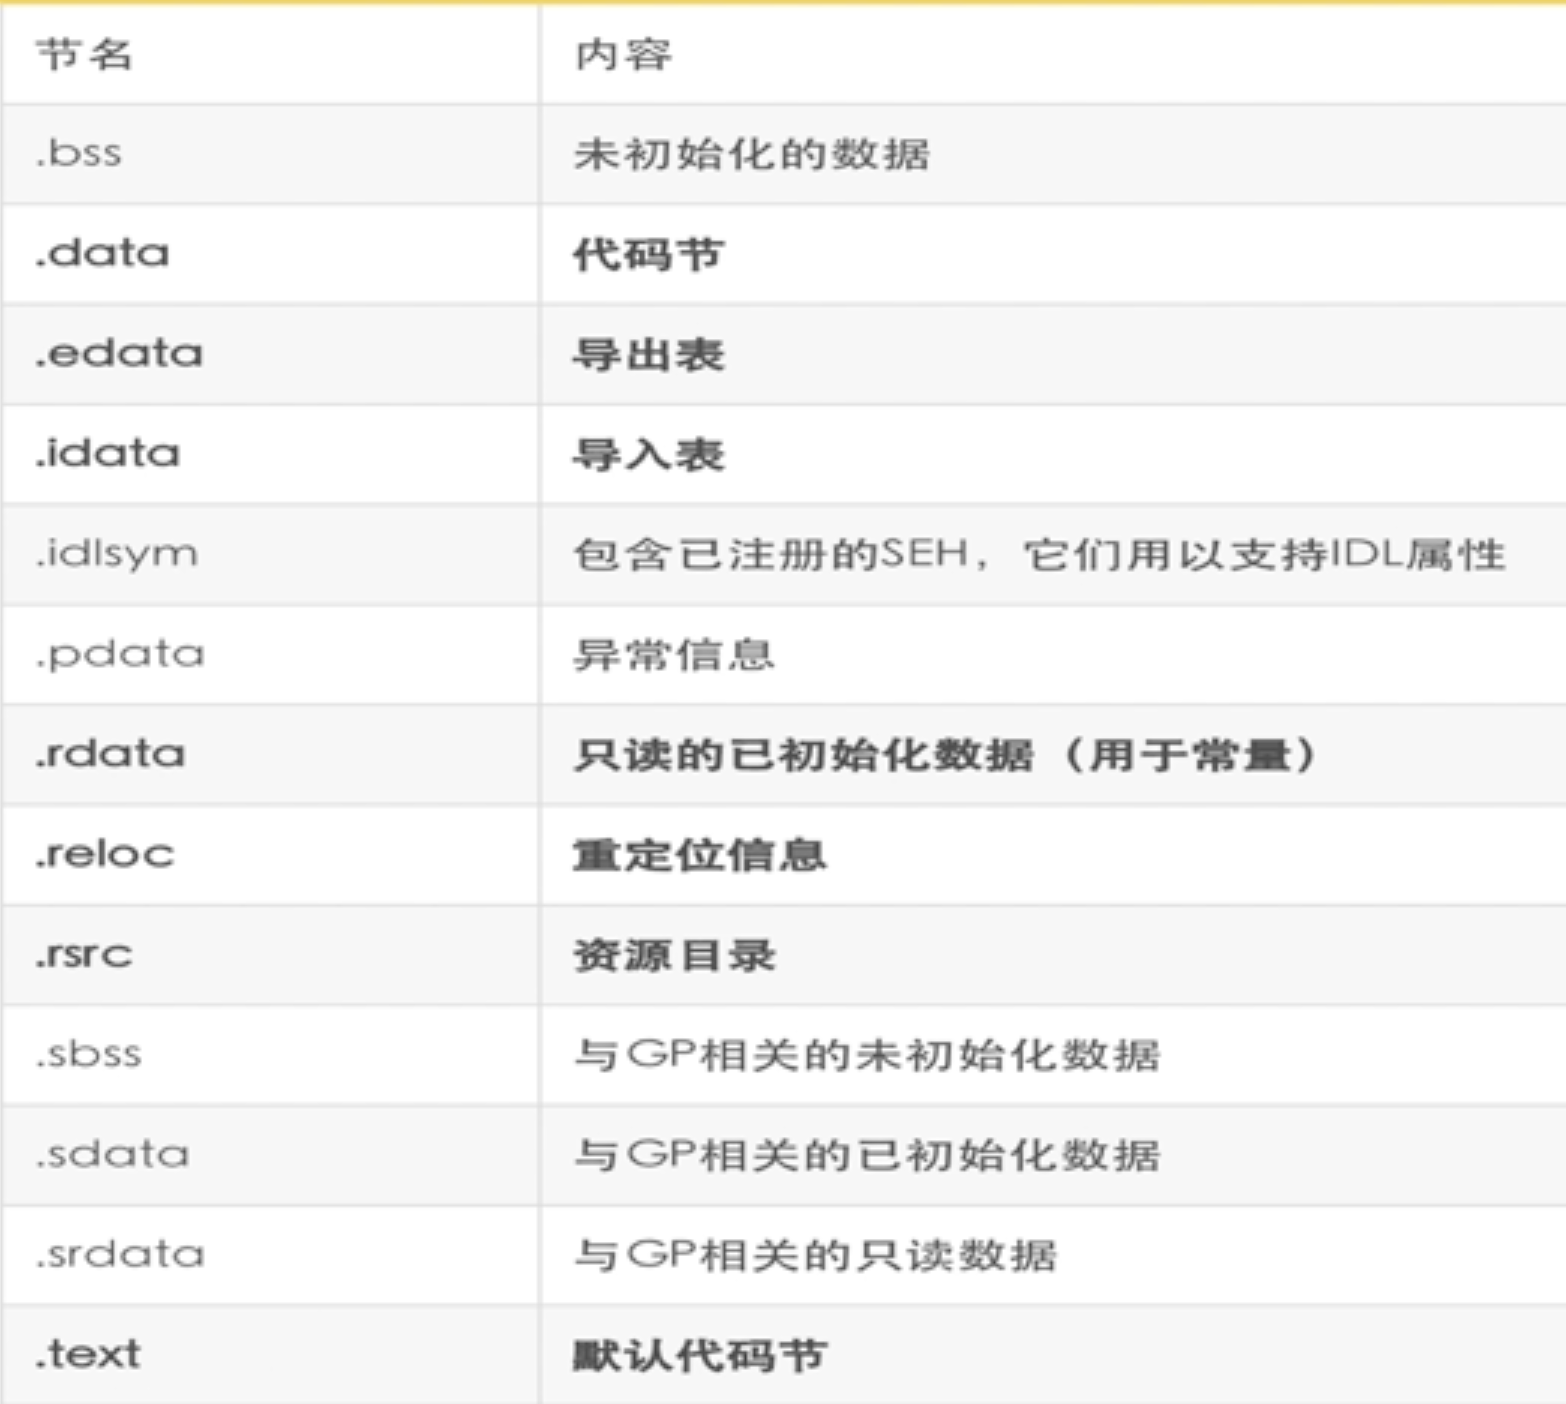 节名 内容
.bss 未初始化的数据
.data 代码节
.edata 导出表
.idata 导入表
.idlsym 包含已注册的SEH，它们用以支持IDL属性
.pdata 异常信息
.rdata 只读的已初始化数据（用于常量）
.reloc 重定位信息
.rsrc 资源目录
.sbss 与GP相关的未初始化数据
.sdata 与GP相关的已初始化数据
.srdata 与GP相关的只读数据
.text 默认代码节